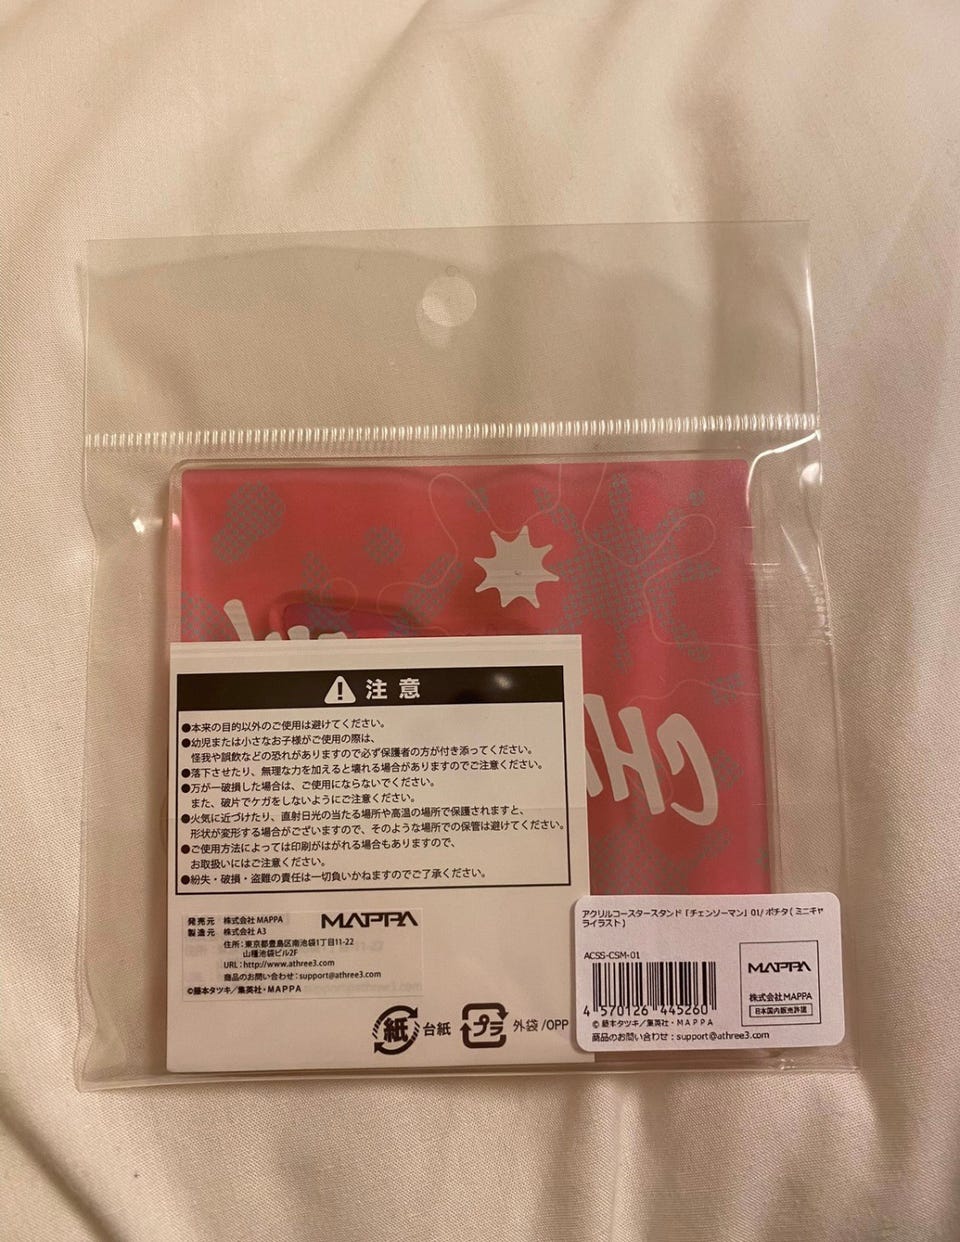 CH
注意
●本来の目的以外のご使用は避けてください。
●幼児または小さなお子様がご使用の際は、
怪我や誤飲などの恐れがありますので必ず保護者の方が付き添ってください。
●落下させたり、無理な力を加えると壊れる場合がありますのでご注意ください。
●万が一破損した場合は、ご使用にならないでください。
また、破片でケガをしないようにご注意ください。
●火気に近づけたり、直射日光の当たる場所や高温の場所で保護されますと、
形状が変形する場合がございますので、そのような場所での保管は避けてください。
●ご使用方法によっては印刷がはがれる場合もありますので、
お取扱いにはご注意ください。
●紛失・破損・盗難の責任は一切負いかねますのでご了承ください。
発売元 株式会社 MAPPA
製造元 株式会社 A3
住所：東京都豊島区南池袋1丁目11-22
山種池袋ビル2F
URL：http://www.athree3.com
商品のお問い合わせ：support@athree3.com
©藤本タツキ／集英社・MAPPA
MAPPA
紙 台紙
プラ 外袋/OPP
アクリルコースタースタンド「チェンソーマン」01/ポチタ(ミニキャ
ライラスト)
ACSS-CSM-01
4 570126 445260
©藤本タツキ／集英社・MAPPA
商品のお問い合わせ：support@athree3.com
MAPPA
株式会社MAPPA
日本国内販売許諾